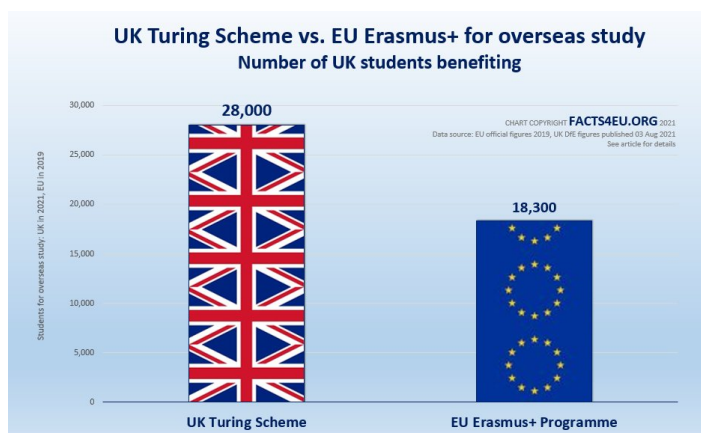 UK Turing Scheme vs. EU Erasmus+ for overseas study
Number of UK students benefiting
30,000
28,000
CHART COPYRIGHT FACTS4EU.ORG 2021
Data source: EU official figures 2019, UK DfE figures published 03 Aug 2021
See article for details
25,000
20,000
18,300
15,000
10,000
5,000
0
Students for overseas study: UK in 2021, EU in 2019
UK Turing Scheme
EU Erasmus+ Programme